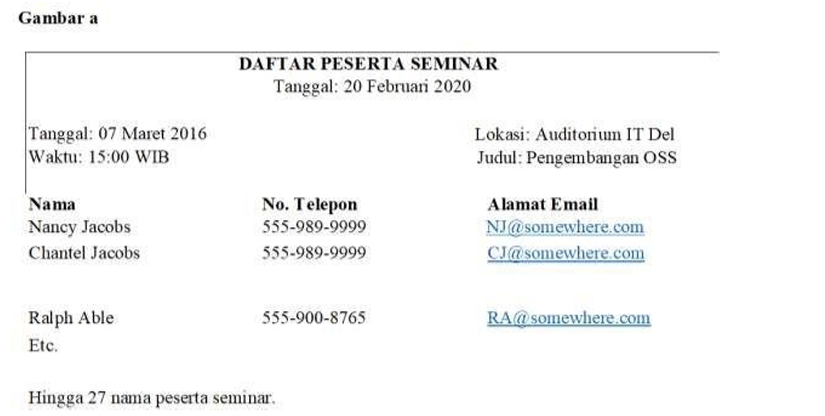 Gambar a
DAFTAR PESERTA SEMINAR
Tanggal: 20 Februari 2020
Tanggal: 07 Maret 2016 Lokasi: Auditorium IT Del
Waktu: 15:00 WIB Judul: Pengembangan OSS
Nama No. Telepon Alamat Email
Nancy Jacobs 555-989-9999 NJ@somewhere.com
Chantel Jacobs 555-989-9999 CJ@somewhere.com
Ralph Able 555-900-8765 RA@somewhere.com
Etc.
Hingga 27 nama peserta seminar.